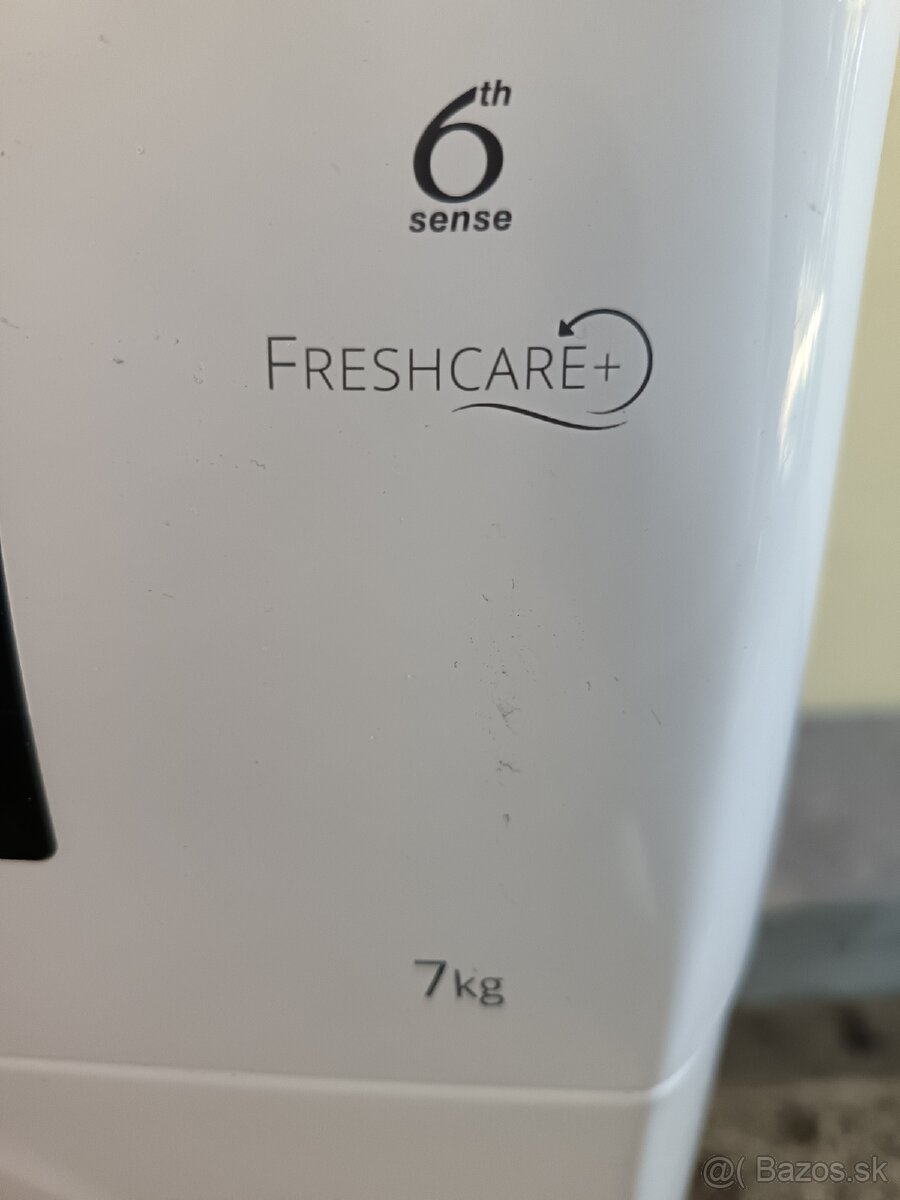 6th
sense
FRESHCARE+
7kg
@( Bazos.sk